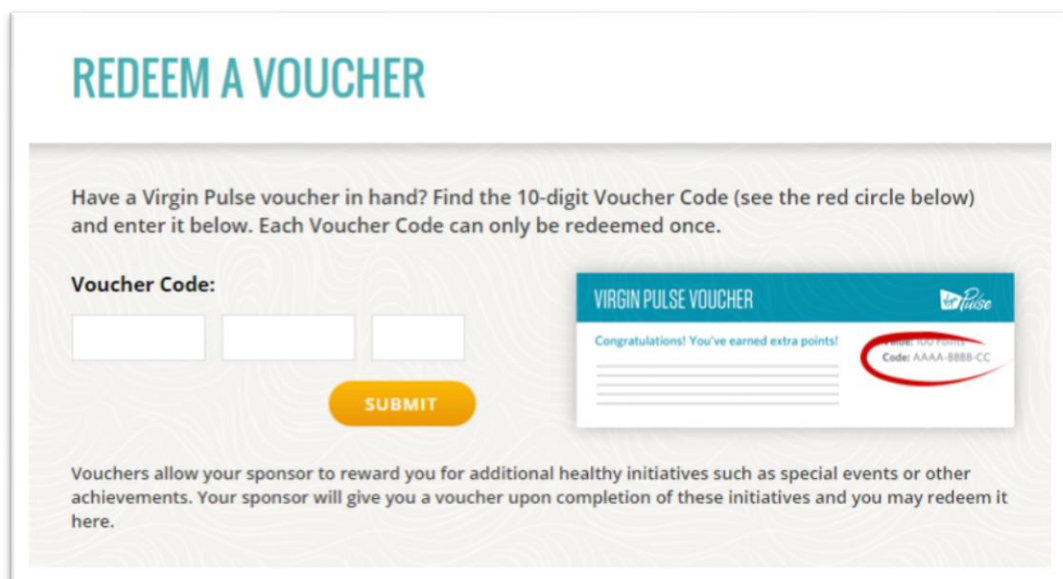 REDEEM A VOUCHER
Have a Virgin Pulse voucher in hand? Find the 10-digit Voucher Code (see the red circle below)
and enter it below. Each Voucher Code can only be redeemed once.
Voucher Code:
SUBMIT
VIRGIN PULSE VOUCHER
Pulse
Congratulations! You've earned extra points!
Value: 100 Points
Code: AAAA-BBBB-CC
Vouchers allow your sponsor to reward you for additional healthy initiatives such as special events or other
achievements. Your sponsor will give you a voucher upon completion of these initiatives and you may redeem it
here.